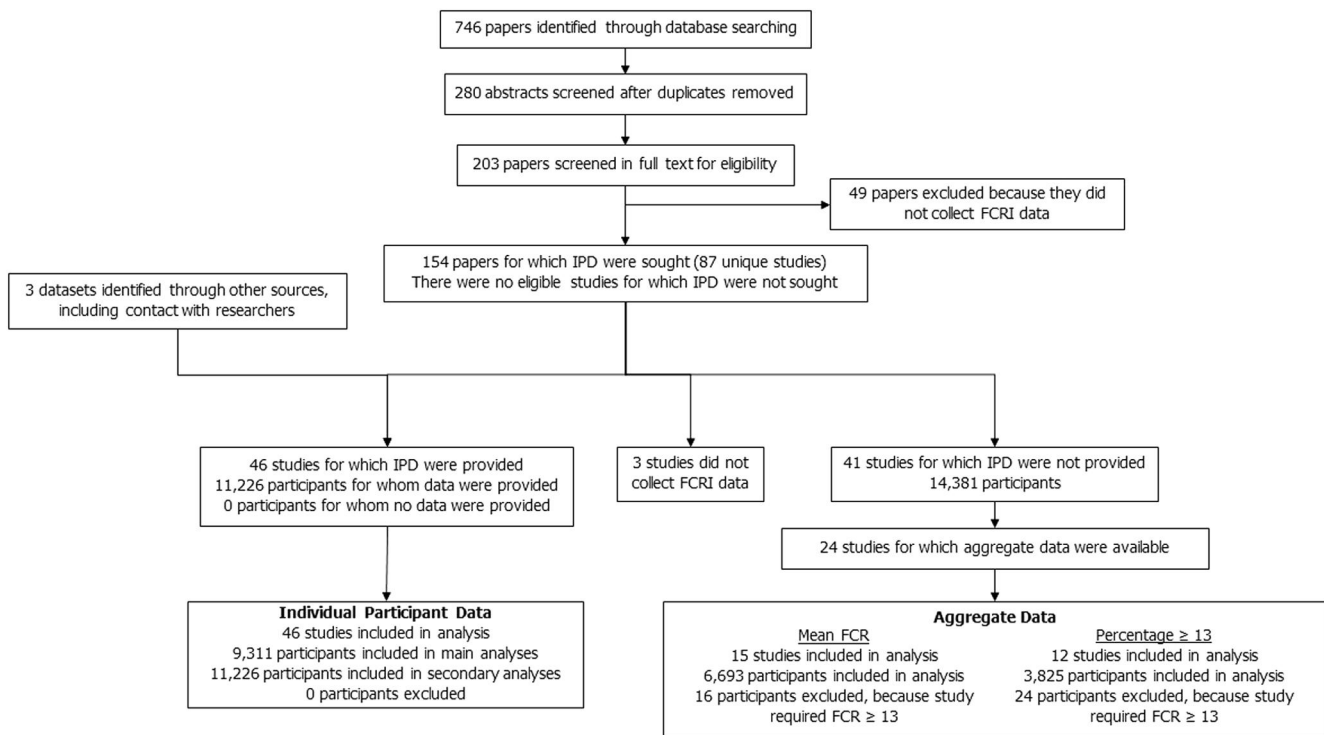 746 papers identified through database searching
280 abstracts screened after duplicates removed
203 papers screened in full text for eligibility
49 papers excluded because they did
not collect FCRI data
154 papers for which IPD were sought (87 unique studies)
There were no eligible studies for which IPD were not sought
3 datasets identified through other sources,
including contact with researchers
46 studies for which IPD were provided
11,226 participants for whom data were provided
0 participants for whom no data were provided
3 studies did not
collect FCRI data
41 studies for which IPD were not provided
14,381 participants
24 studies for which aggregate data were available
Individual Participant Data
46 studies included in analysis
9,311 participants included in main analyses
11,226 participants included in secondary analyses
0 participants excluded
Aggregate Data
Mean FCR
15 studies included in analysis
6,693 participants included in analysis
16 participants excluded, because study
required FCR ≥ 13
Percentage ≥ 13
12 studies included in analysis
3,825 participants included in analysis
24 participants excluded, because study
required FCR ≥ 13